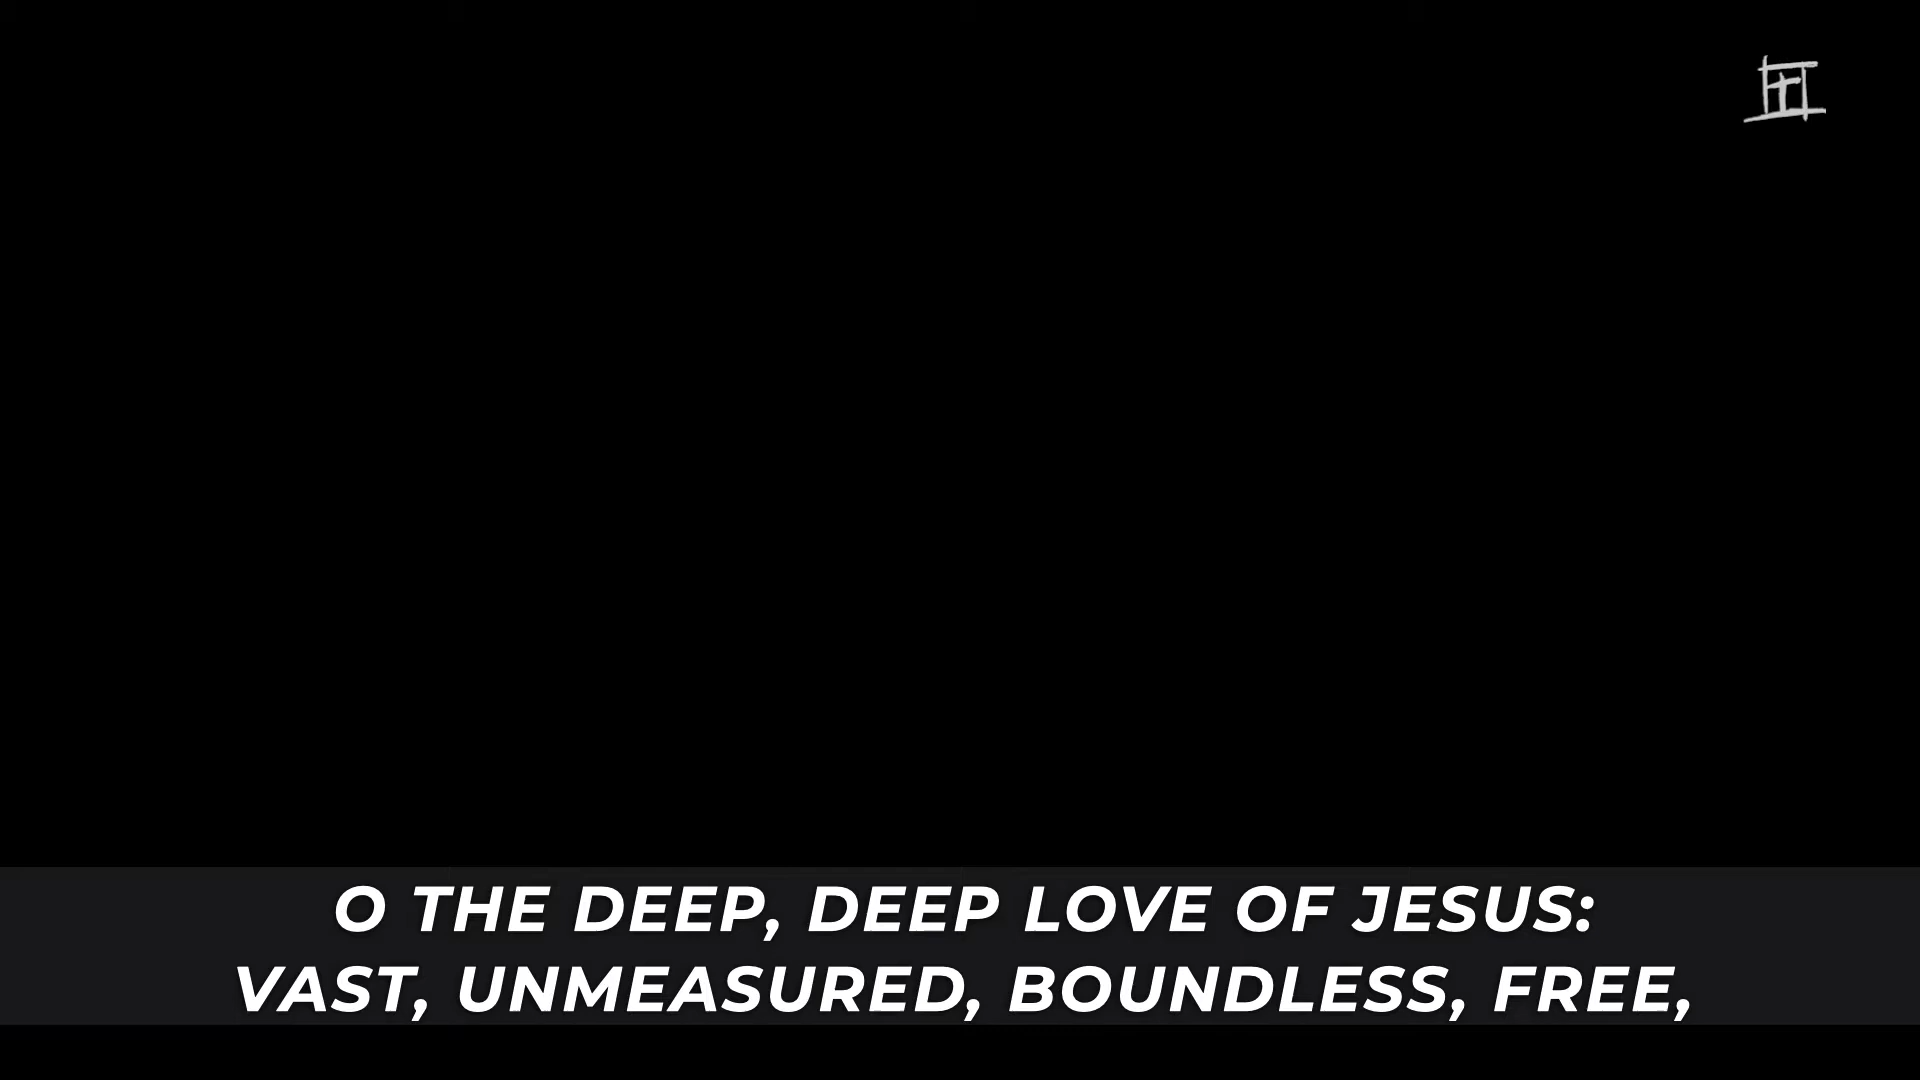 O THE DEEP, DEEP LOVE OF JESUS:
VAST, UNMEASURED, BOUNDLESS, FREE,